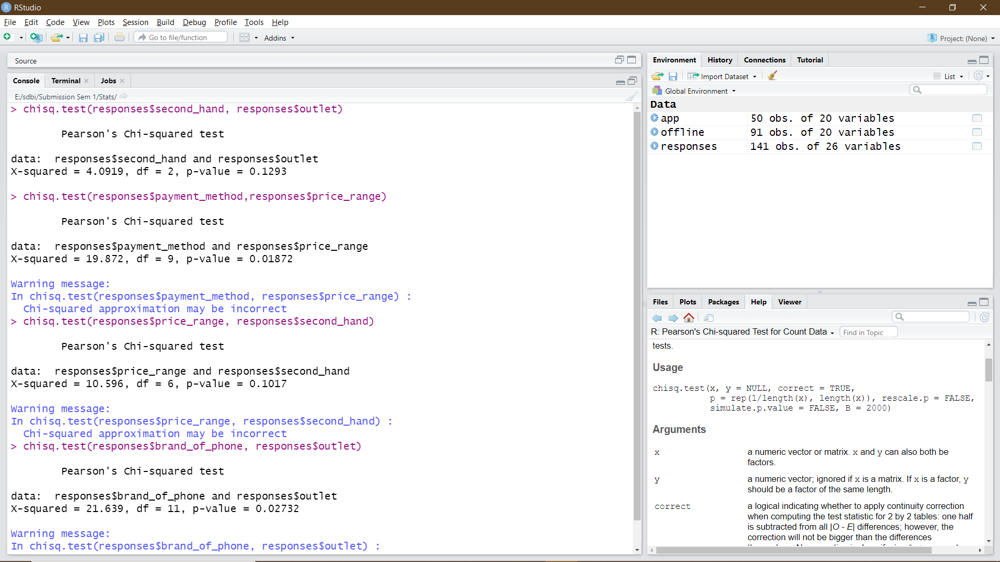 RStudio
File Edit Code View Plots Session Build Debug Profile Tools Help
Go to file/function Addins Project: (None)
Source
Console Terminal Jobs
E:/sdbi/Submission Sem 1/Stats/
> chisq.test(responses$second_hand, responses$outlet)
Pearson's Chi-squared test
data:  responses$second_hand and responses$outlet
X-squared = 4.0919, df = 2, p-value = 0.1293
> chisq.test(responses$payment_method,responses$price_range)
Pearson's Chi-squared test
data:  responses$payment_method and responses$price_range
X-squared = 19.872, df = 9, p-value = 0.01872
Warning message:
In chisq.test(responses$payment_method, responses$price_range) :
Chi-squared approximation may be incorrect
> chisq.test(responses$price_range, responses$second_hand)
Pearson's Chi-squared test
data:  responses$price_range and responses$second_hand
X-squared = 10.596, df = 6, p-value = 0.1017
Warning message:
In chisq.test(responses$price_range, responses$second_hand) :
Chi-squared approximation may be incorrect
> chisq.test(responses$brand_of_phone, responses$outlet)
Pearson's Chi-squared test
data:  responses$brand_of_phone and responses$outlet
X-squared = 21.639, df = 11, p-value = 0.02732
Warning message:
In chisq.test(responses$brand_of_phone, responses$outlet) :
Environment History Connections Tutorial
Import Dataset List
Global Environment
Data
app 50 obs. of 20 variables
offline 91 obs. of 20 variables
responses 141 obs. of 26 variables
Files Plots Packages Help Viewer
R: Pearson's Chi-squared Test for Count Data Find in Topic
tests.
Usage
chisq.test(x, y = NULL, correct = TRUE,
p = rep(1/length(x), length(x)), rescale.p = FALSE,
simulate.p.value = FALSE, B = 2000)
Arguments
x a numeric vector or matrix. x and y can also both be
factors.
y a numeric vector; ignored if x is a matrix. If x is a factor, y
should be a factor of the same length.
correct a logical indicating whether to apply continuity correction
when computing the test statistic for 2 by 2 tables: one half
is subtracted from all |O - E| differences; however, the
correction will not be bigger than the differences